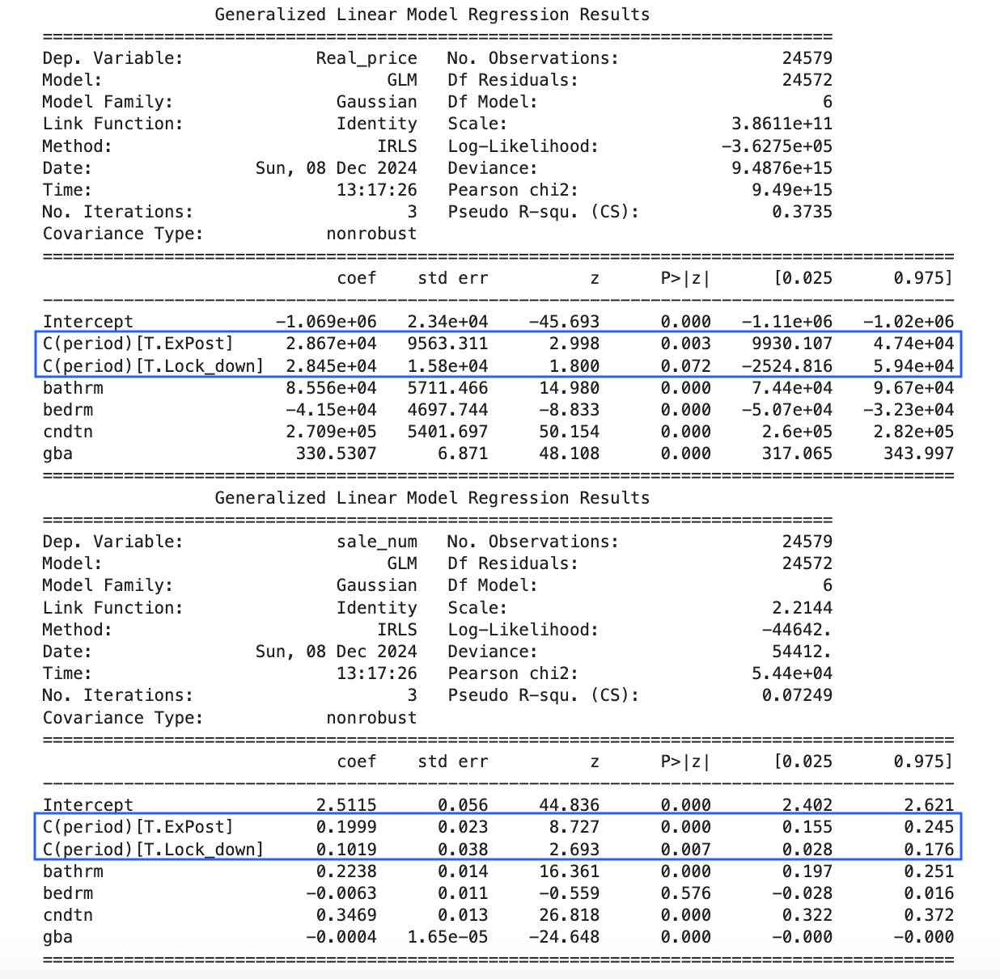 Generalized Linear Model Regression Results
==============================================================================
Dep. Variable: Real_price No. Observations: 24579
Model: GLM Df Residuals: 24572
Model Family: Gaussian Df Model: 6
Link Function: Identity Scale: 3.8611e+11
Method: IRLS Log-Likelihood: -3.6275e+05
Date: Sun, 08 Dec 2024 Deviance: 9.4876e+15
Time: 13:17:26 Pearson chi2: 9.49e+15
No. Iterations: 3 Pseudo R-squ. (CS): 0.3735
Covariance Type: nonrobust
==========================================================================================
coef std err z P>|z| [0.025 0.975]
------------------------------------------------------------------------------------------
Intercept -1.069e+06 2.34e+04 -45.693 0.000 -1.11e+06 -1.02e+06
C(period)[T.ExPost] 2.867e+04 9563.311 2.998 0.003 9930.107 4.74e+04
C(period)[T.Lock_down] 2.845e+04 1.58e+04 1.800 0.072 -2524.816 5.94e+04
bathrm 8.556e+04 5711.466 14.980 0.000 7.44e+04 9.67e+04
bedrm -4.15e+04 4697.744 -8.833 0.000 -5.07e+04 -3.23e+04
cndtn 2.709e+05 5401.697 50.154 0.000 2.6e+05 2.82e+05
gba 330.5307 6.871 48.108 0.000 317.065 343.997
==========================================================================================
Generalized Linear Model Regression Results
==============================================================================
Dep. Variable: sale_num No. Observations: 24579
Model: GLM Df Residuals: 24572
Model Family: Gaussian Df Model: 6
Link Function: Identity Scale: 2.2144
Method: IRLS Log-Likelihood: -44642.
Date: Sun, 08 Dec 2024 Deviance: 54412.
Time: 13:17:26 Pearson chi2: 5.44e+04
No. Iterations: 3 Pseudo R-squ. (CS): 0.07249
Covariance Type: nonrobust
==========================================================================================
coef std err z P>|z| [0.025 0.975]
------------------------------------------------------------------------------------------
Intercept 2.5115 0.056 44.836 0.000 2.402 2.621
C(period)[T.ExPost] 0.1999 0.023 8.727 0.000 0.155 0.245
C(period)[T.Lock_down] 0.1019 0.038 2.693 0.007 0.028 0.176
bathrm 0.2238 0.014 16.361 0.000 0.197 0.251
bedrm -0.0063 0.011 -0.559 0.576 -0.028 0.016
cndtn 0.3469 0.013 26.818 0.000 0.322 0.372
gba -0.0004 1.65e-05 -24.648 0.000 -0.000 -0.000
==========================================================================================